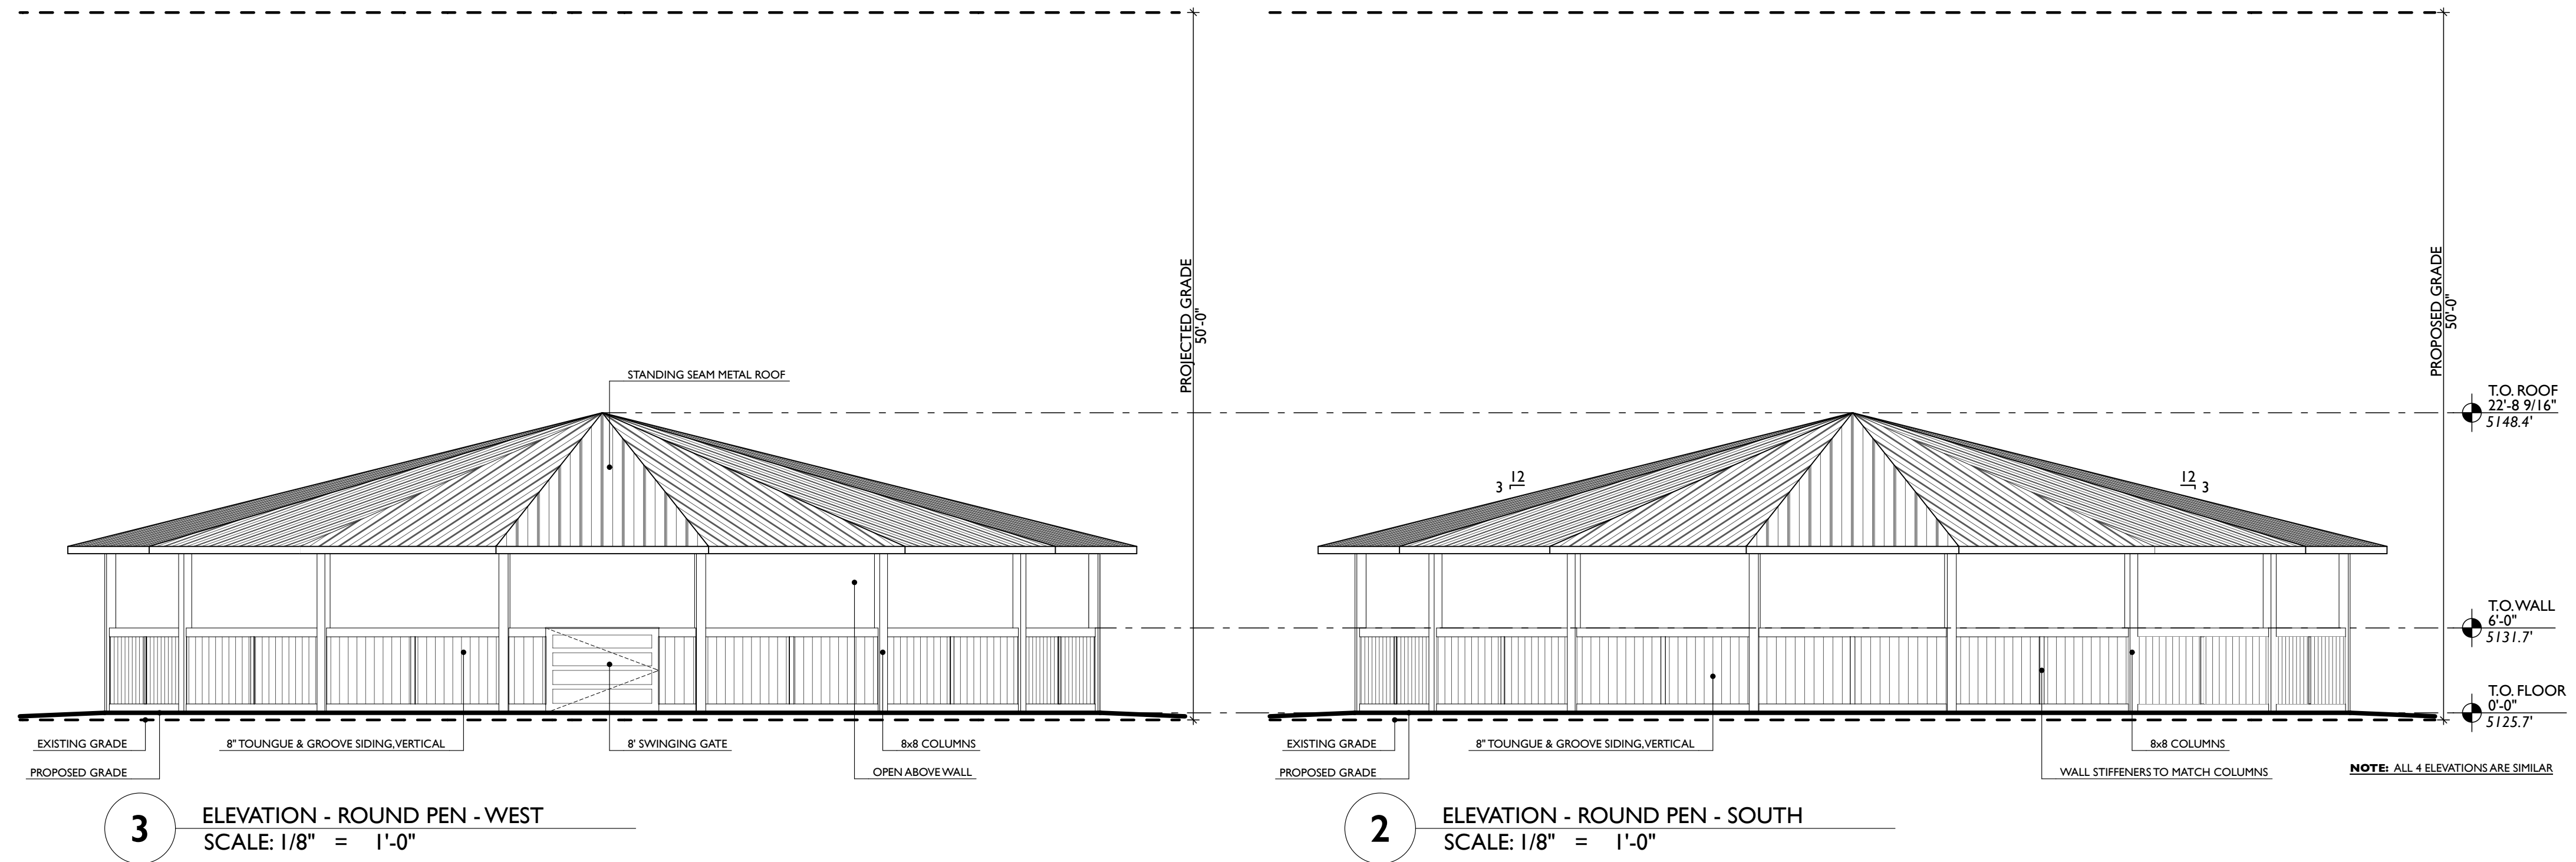 PROJECTED GRADE
50'-0"
STANDING SEAM METAL ROOF
EXISTING GRADE
8" TOUNGUE & GROOVE SIDING, VERTICAL
8' SWINGING GATE
8x8 COLUMNS
PROPOSED GRADE
OPEN ABOVE WALL
3
ELEVATION - ROUND PEN - WEST
SCALE: 1/8" = 1'-0"
PROPOSED GRADE
50'-0"
T.O. ROOF
22'-8 9/16"
5148.4'
12
3
12
3
T.O. WALL
6'-0"
5131.7'
T.O. FLOOR
0'-0"
5125.7'
EXISTING GRADE
8" TOUNGUE & GROOVE SIDING, VERTICAL
8x8 COLUMNS
PROPOSED GRADE
WALL STIFFENERS TO MATCH COLUMNS
NOTE: ALL 4 ELEVATIONS ARE SIMILAR
2
ELEVATION - ROUND PEN - SOUTH
SCALE: 1/8" = 1'-0"